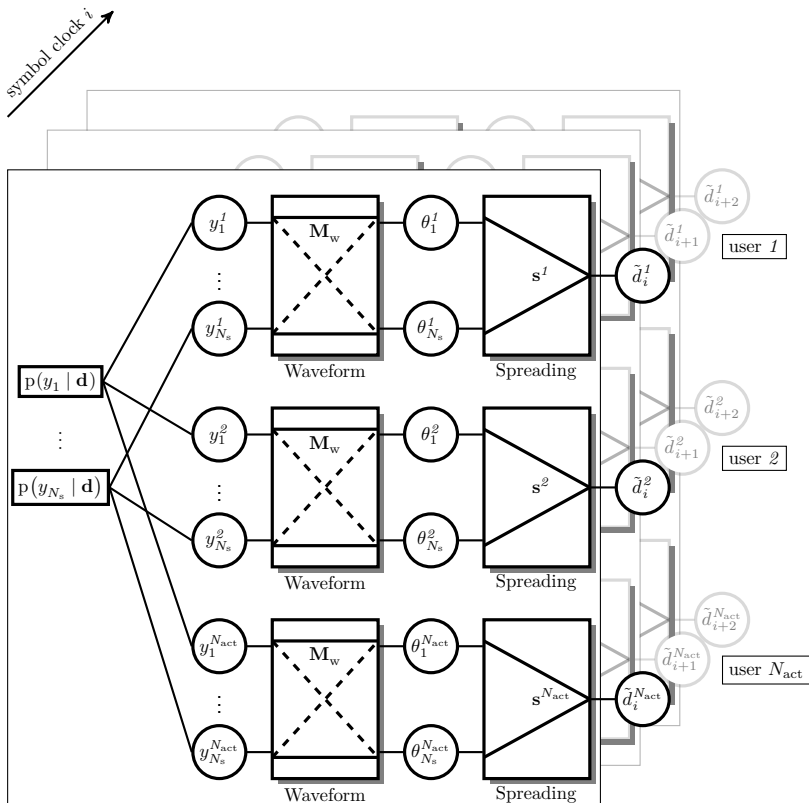 symbol clock i
d̃_{i+2}^1
d̃_{i+1}^1
user 1
y_1^1
M_w
θ_1^1
s^1
d̃_i^1
⋮
y_{N_s}^1
θ_{N_s}^1
Waveform
Spreading
p(y_1 | d)
⋮
p(y_{N_s} | d)
d̃_{i+2}^2
d̃_{i+1}^2
user 2
y_1^2
M_w
θ_1^2
s^2
d̃_i^2
⋮
y_{N_s}^2
θ_{N_s}^2
Waveform
Spreading
d̃_{i+2}^{N_act}
d̃_{i+1}^{N_act}
user N_act
y_1^{N_act}
M_w
θ_1^{N_act}
s^{N_act}
d̃_i^{N_act}
⋮
y_{N_s}^{N_act}
θ_{N_s}^{N_act}
Waveform
Spreading